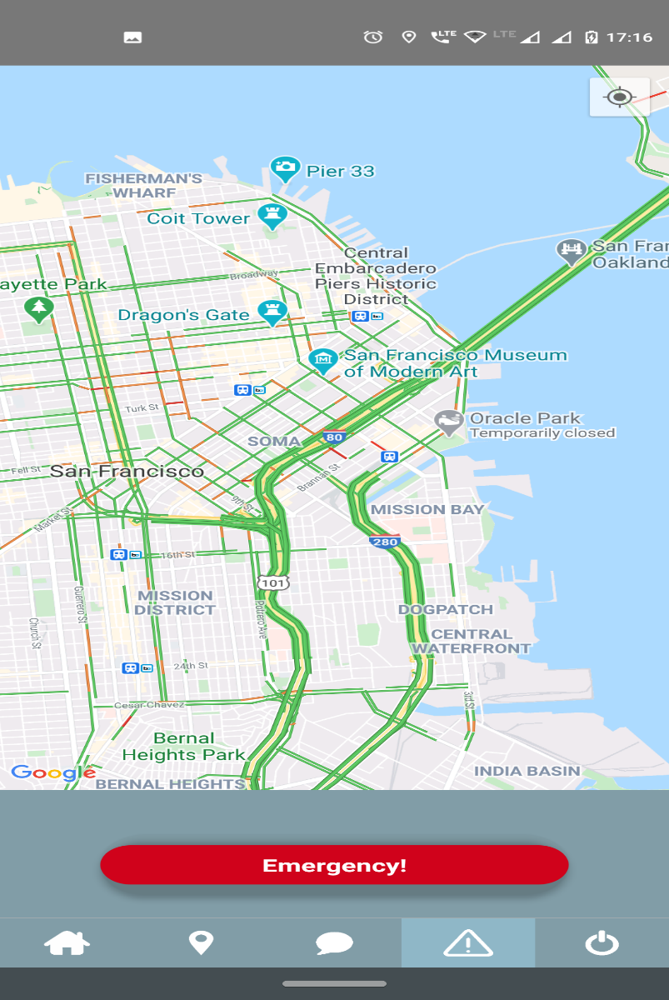 LTE
LTE
17:16
Pier 33
FISHERMAN'S
WHARF
Coit Tower
San Fran
Oakland
Central
Embarcadero
Piers Historic
District
Broadway
ayette Park
Dragon's Gate
San Francisco Museum
of Modern Art
Turk St
Oracle Park
Temporarily closed
SOMA
80
Fell St
San Francisco
Brannan St
9th St
MISSION BAY
Market St
280
16th St
101
MISSION
DISTRICT
Guerrero St
Church St
Potrero Ave
DOGPATCH
CENTRAL
WATERFRONT
24th St
3rd St
Cesar Chavez
Bernal
Heights Park
Google
INDIA BASIN
BERNAL HEIGHTS
Emergency!